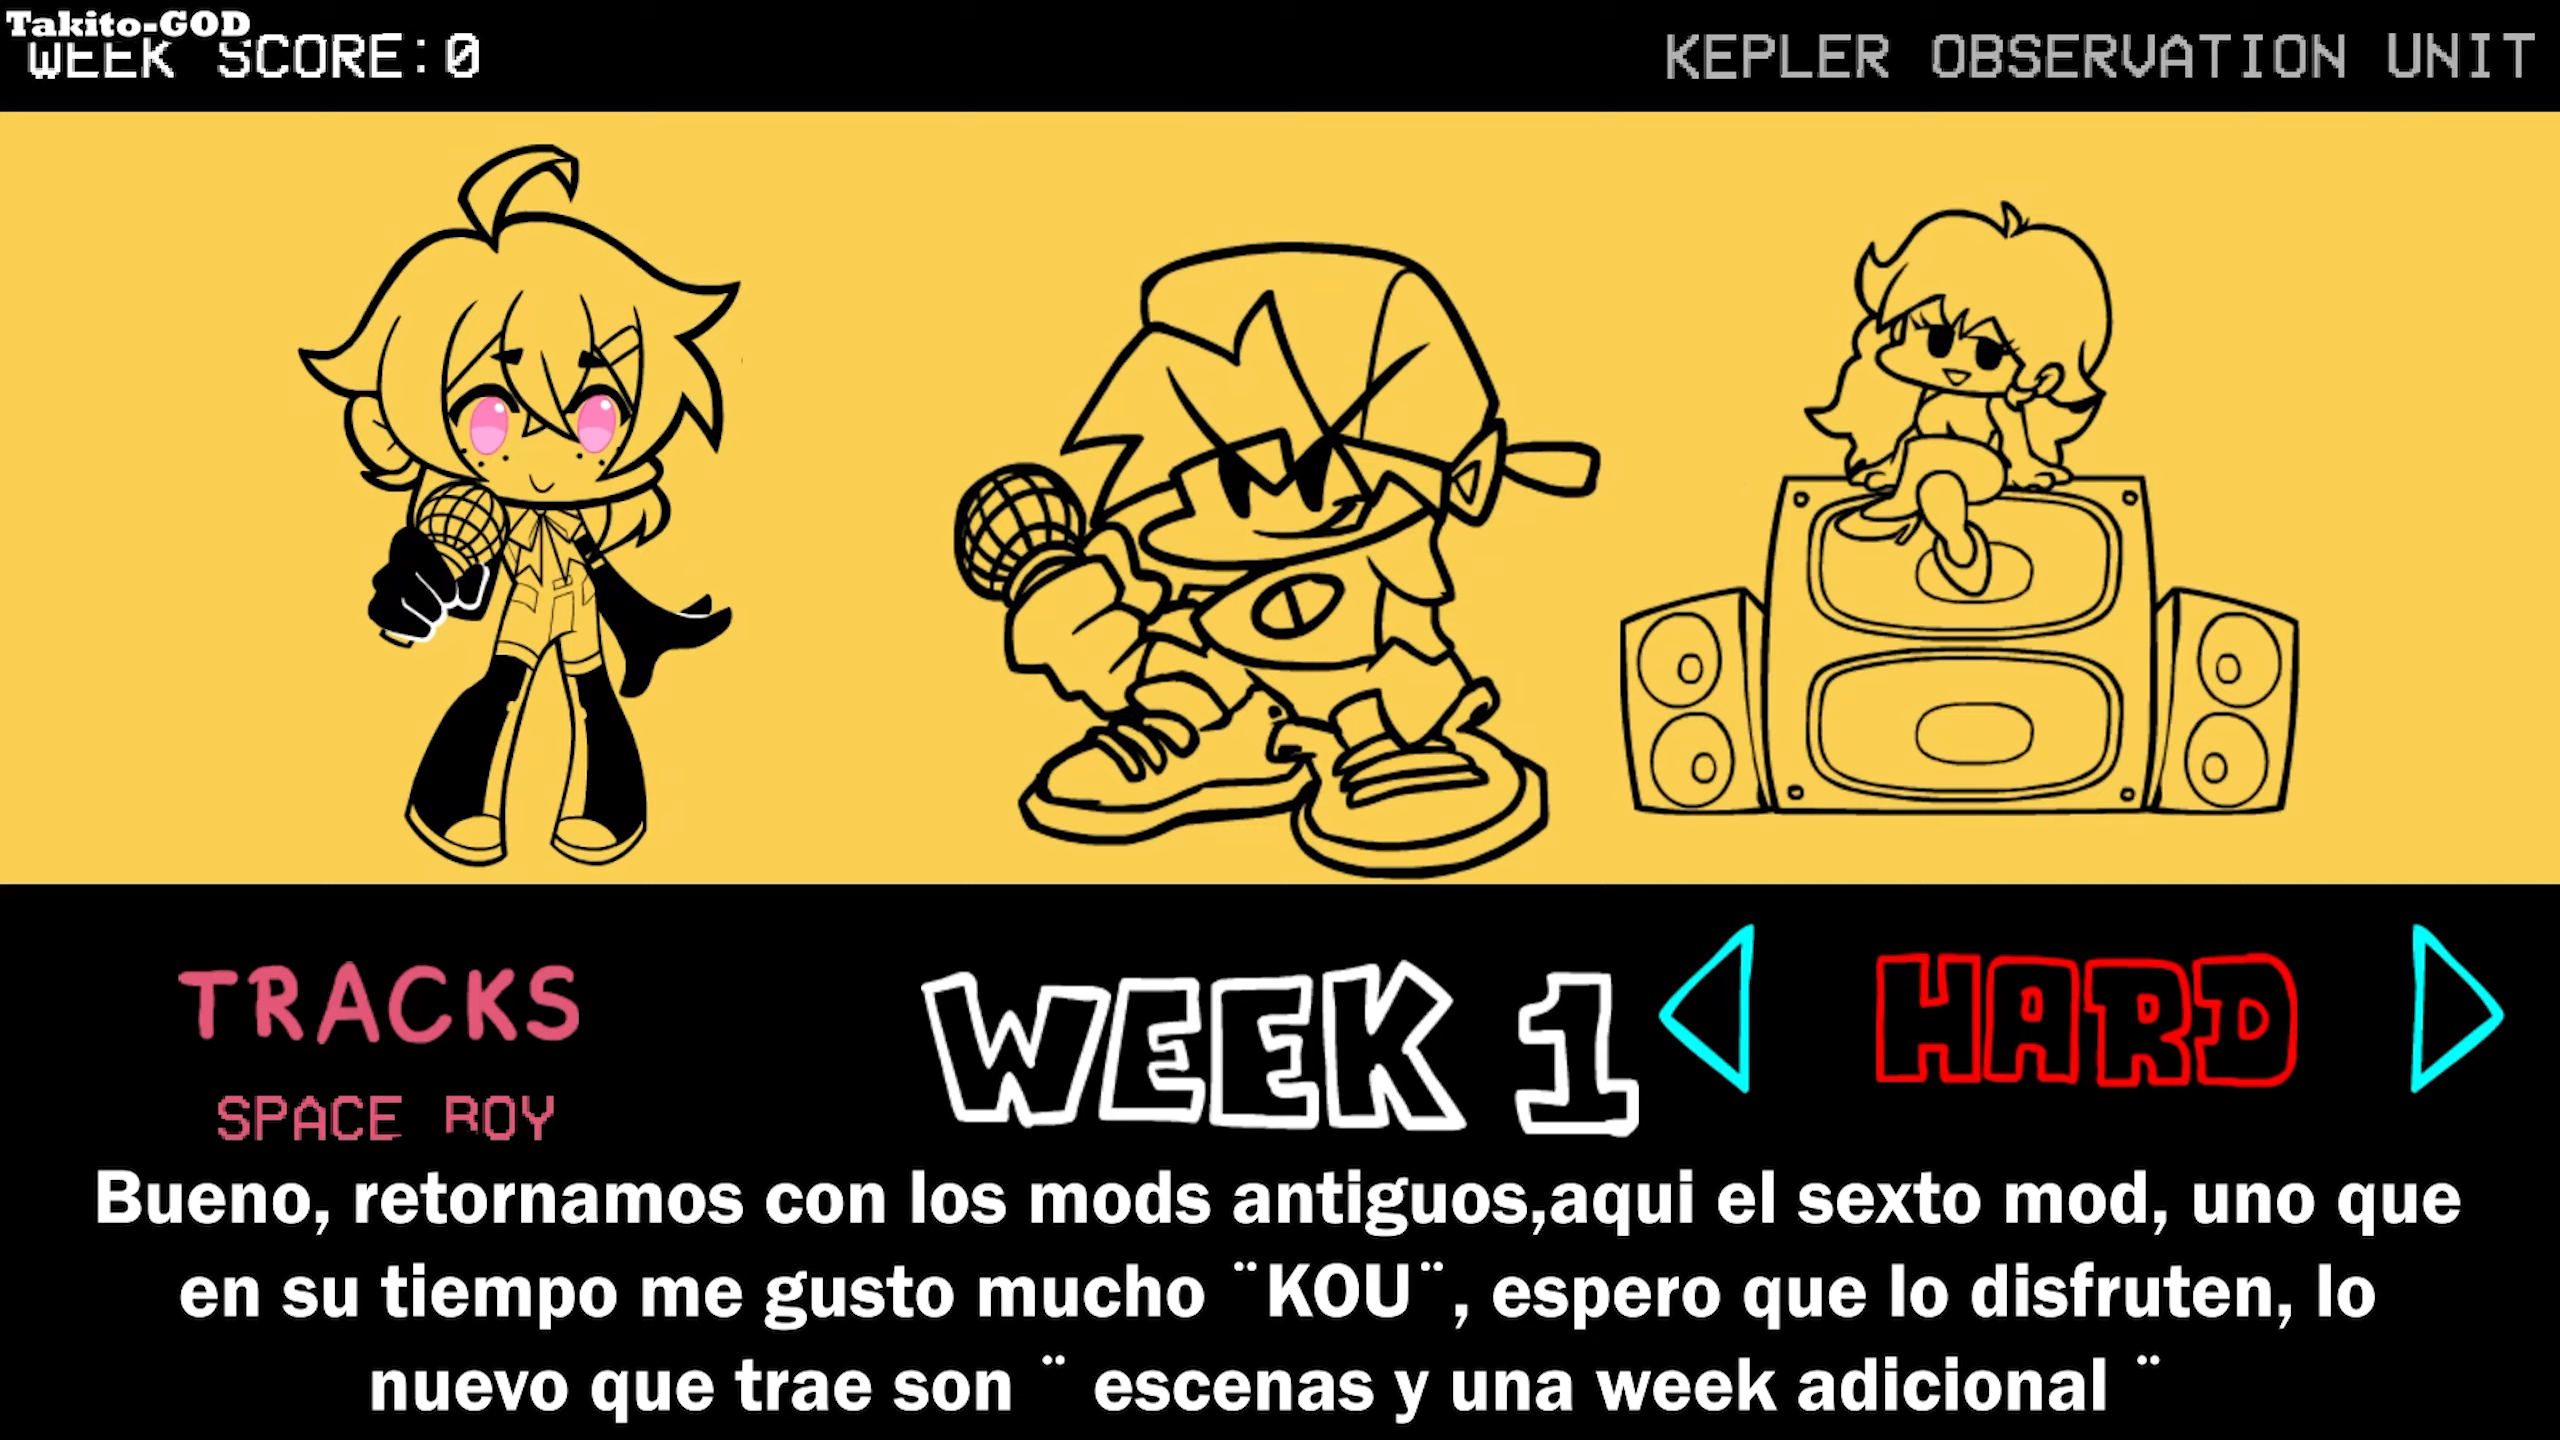 Takito-GOD
WEEK SCORE:0
KEPLER OBSERVATION UNIT
TRACKS
WEEK 1
HARD
SPACE BOY
Bueno, retornamos con los mods antiguos,aqui el sexto mod, uno que
en su tiempo me gusto mucho ¨KOU¨, espero que lo disfruten, lo
nuevo que trae son ¨ escenas y una week adicional ¨